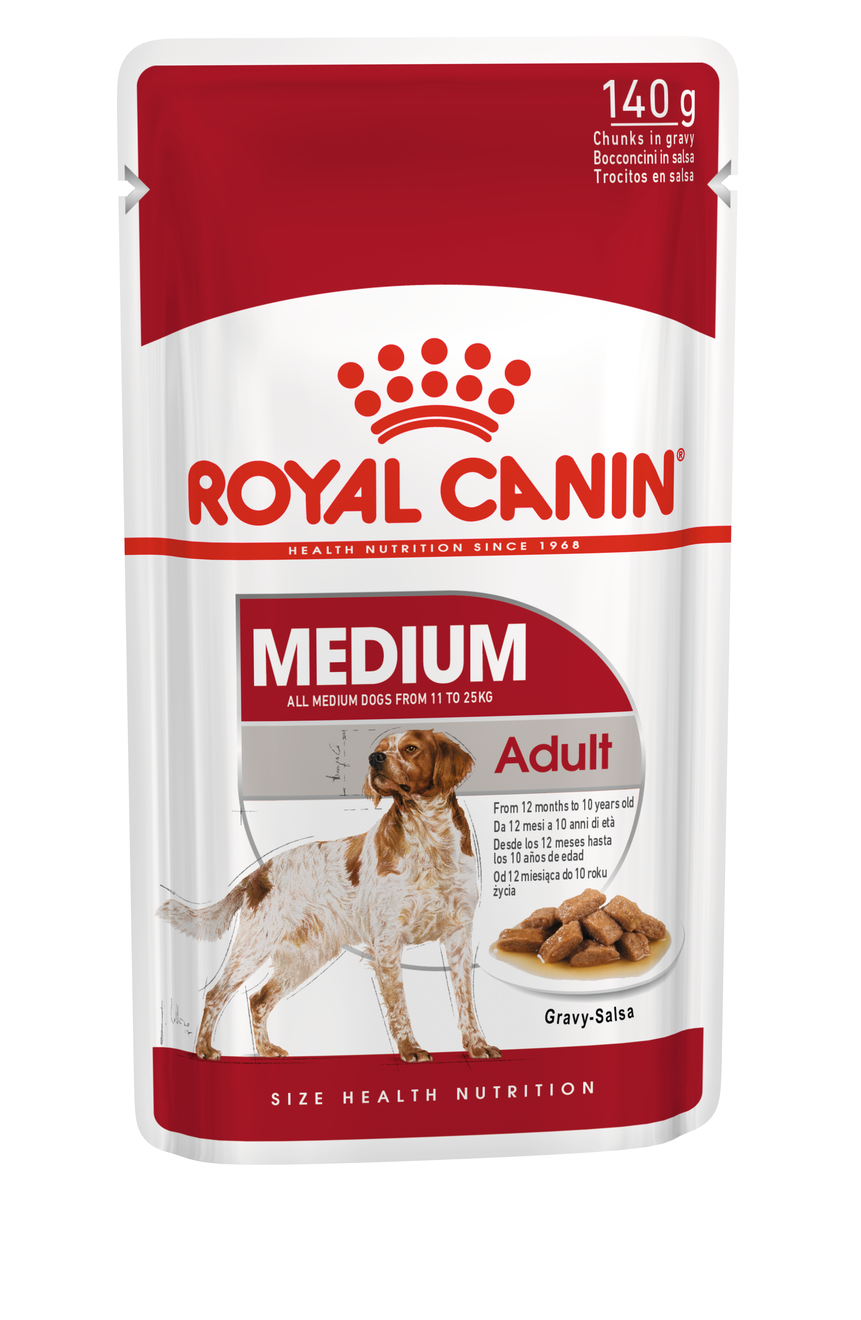 140 g
Chunks in gravy
Bocconcini in salsa
Trocitos en salsa
ROYAL CANIN®
HEALTH NUTRITION SINCE 1968
MEDIUM
ALL MEDIUM DOGS FROM 11 TO 25KG
Adult
From 12 months to 10 years old
Da 12 mesi a 10 anni di età
Desde los 12 meses hasta
los 10 años de edad
Od 12 miesiąca do 10 roku
życia
Gravy-Salsa
SIZE HEALTH NUTRITION